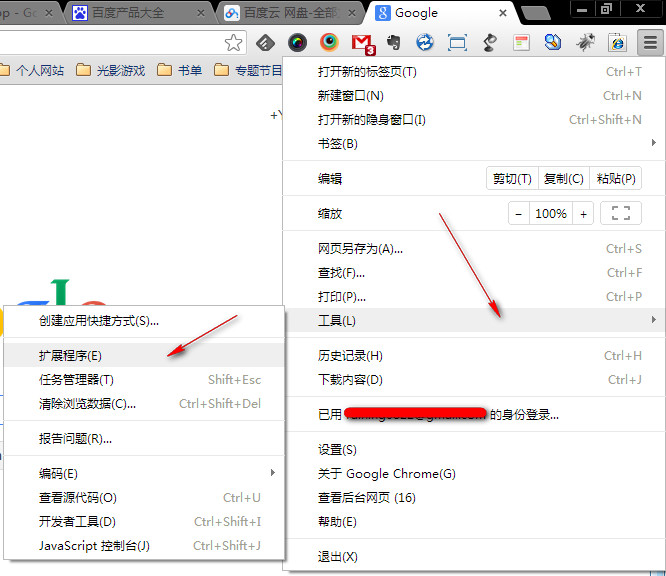 pp - Go
百度产品大全
百度云 网盘-全部
Google
3
个人网站
光影游戏
书单
专题节目
+Y
打开新的标签页(T) Ctrl+T
新建窗口(N) Ctrl+N
打开新的隐身窗口(I) Ctrl+Shift+N
书签(B)
编辑 剪切(T) 复制(C) 粘贴(P)
缩放 − 100% +
网页另存为(A)... Ctrl+S
查找(F)... Ctrl+F
打印(P)... Ctrl+P
工具(L)
历史记录(H) Ctrl+H
下载内容(D) Ctrl+J
已用 的身份登录...
设置(S)
关于 Google Chrome(G)
查看后台网页 (16)
帮助(E)
退出(X)
创建应用快捷方式(S)...
扩展程序(E)
任务管理器(T) Shift+Esc
清除浏览数据(C)... Ctrl+Shift+Del
报告问题(R)...
编码(E)
查看源代码(O) Ctrl+U
开发者工具(D) Ctrl+Shift+I
JavaScript 控制台(J) Ctrl+Shift+J